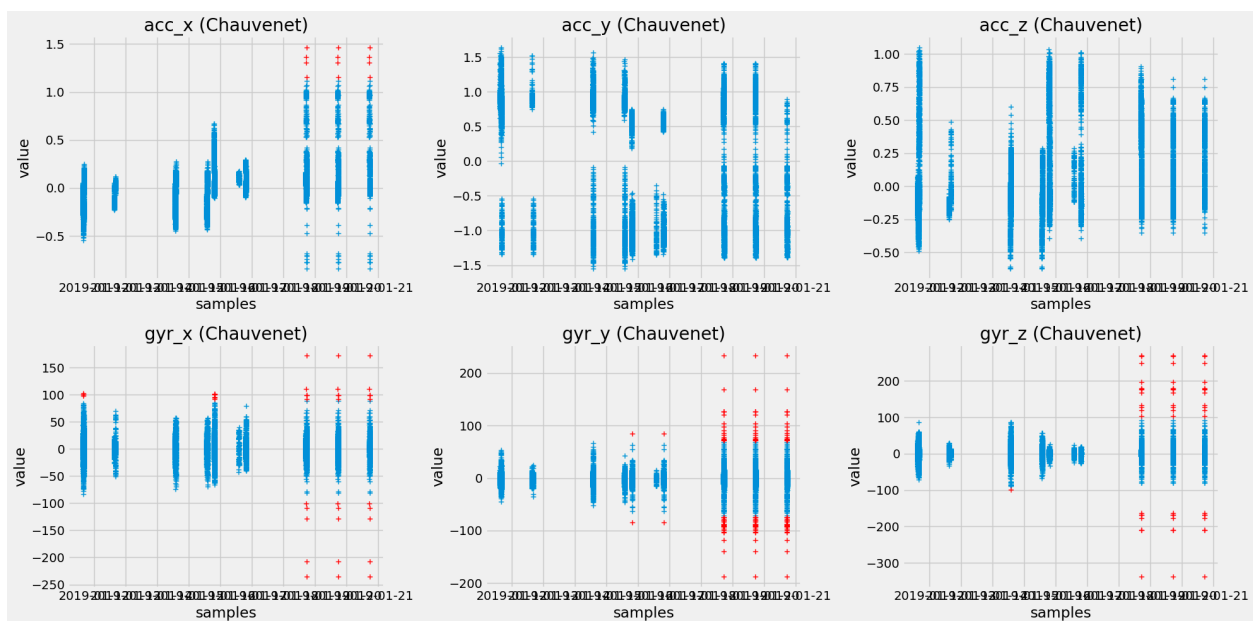 acc_x (Chauvenet)
1.5
1.0
0.5
0.0
−0.5
value
samples
acc_y (Chauvenet)
1.5
1.0
0.5
0.0
−0.5
−1.0
−1.5
value
samples
acc_z (Chauvenet)
1.00
0.75
0.50
0.25
0.00
−0.25
−0.50
value
samples
gyr_x (Chauvenet)
150
100
50
0
−50
−100
−150
−200
−250
value
samples
gyr_y (Chauvenet)
200
100
0
−100
−200
value
samples
gyr_z (Chauvenet)
200
100
0
−100
−200
−300
value
samples